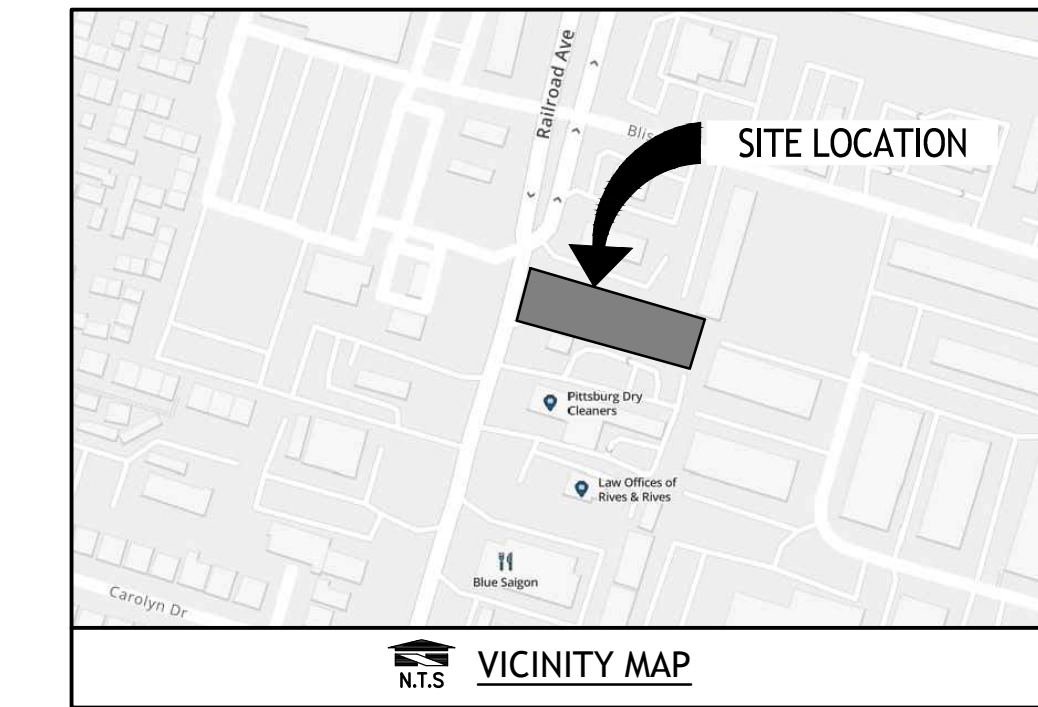 Railroad Ave
SITE LOCATION
Pittsburg Dry
Cleaners
Law Offices of
Rives & Rives
Blue Saigon
Carolyn Dr
N.T.S
VICINITY MAP